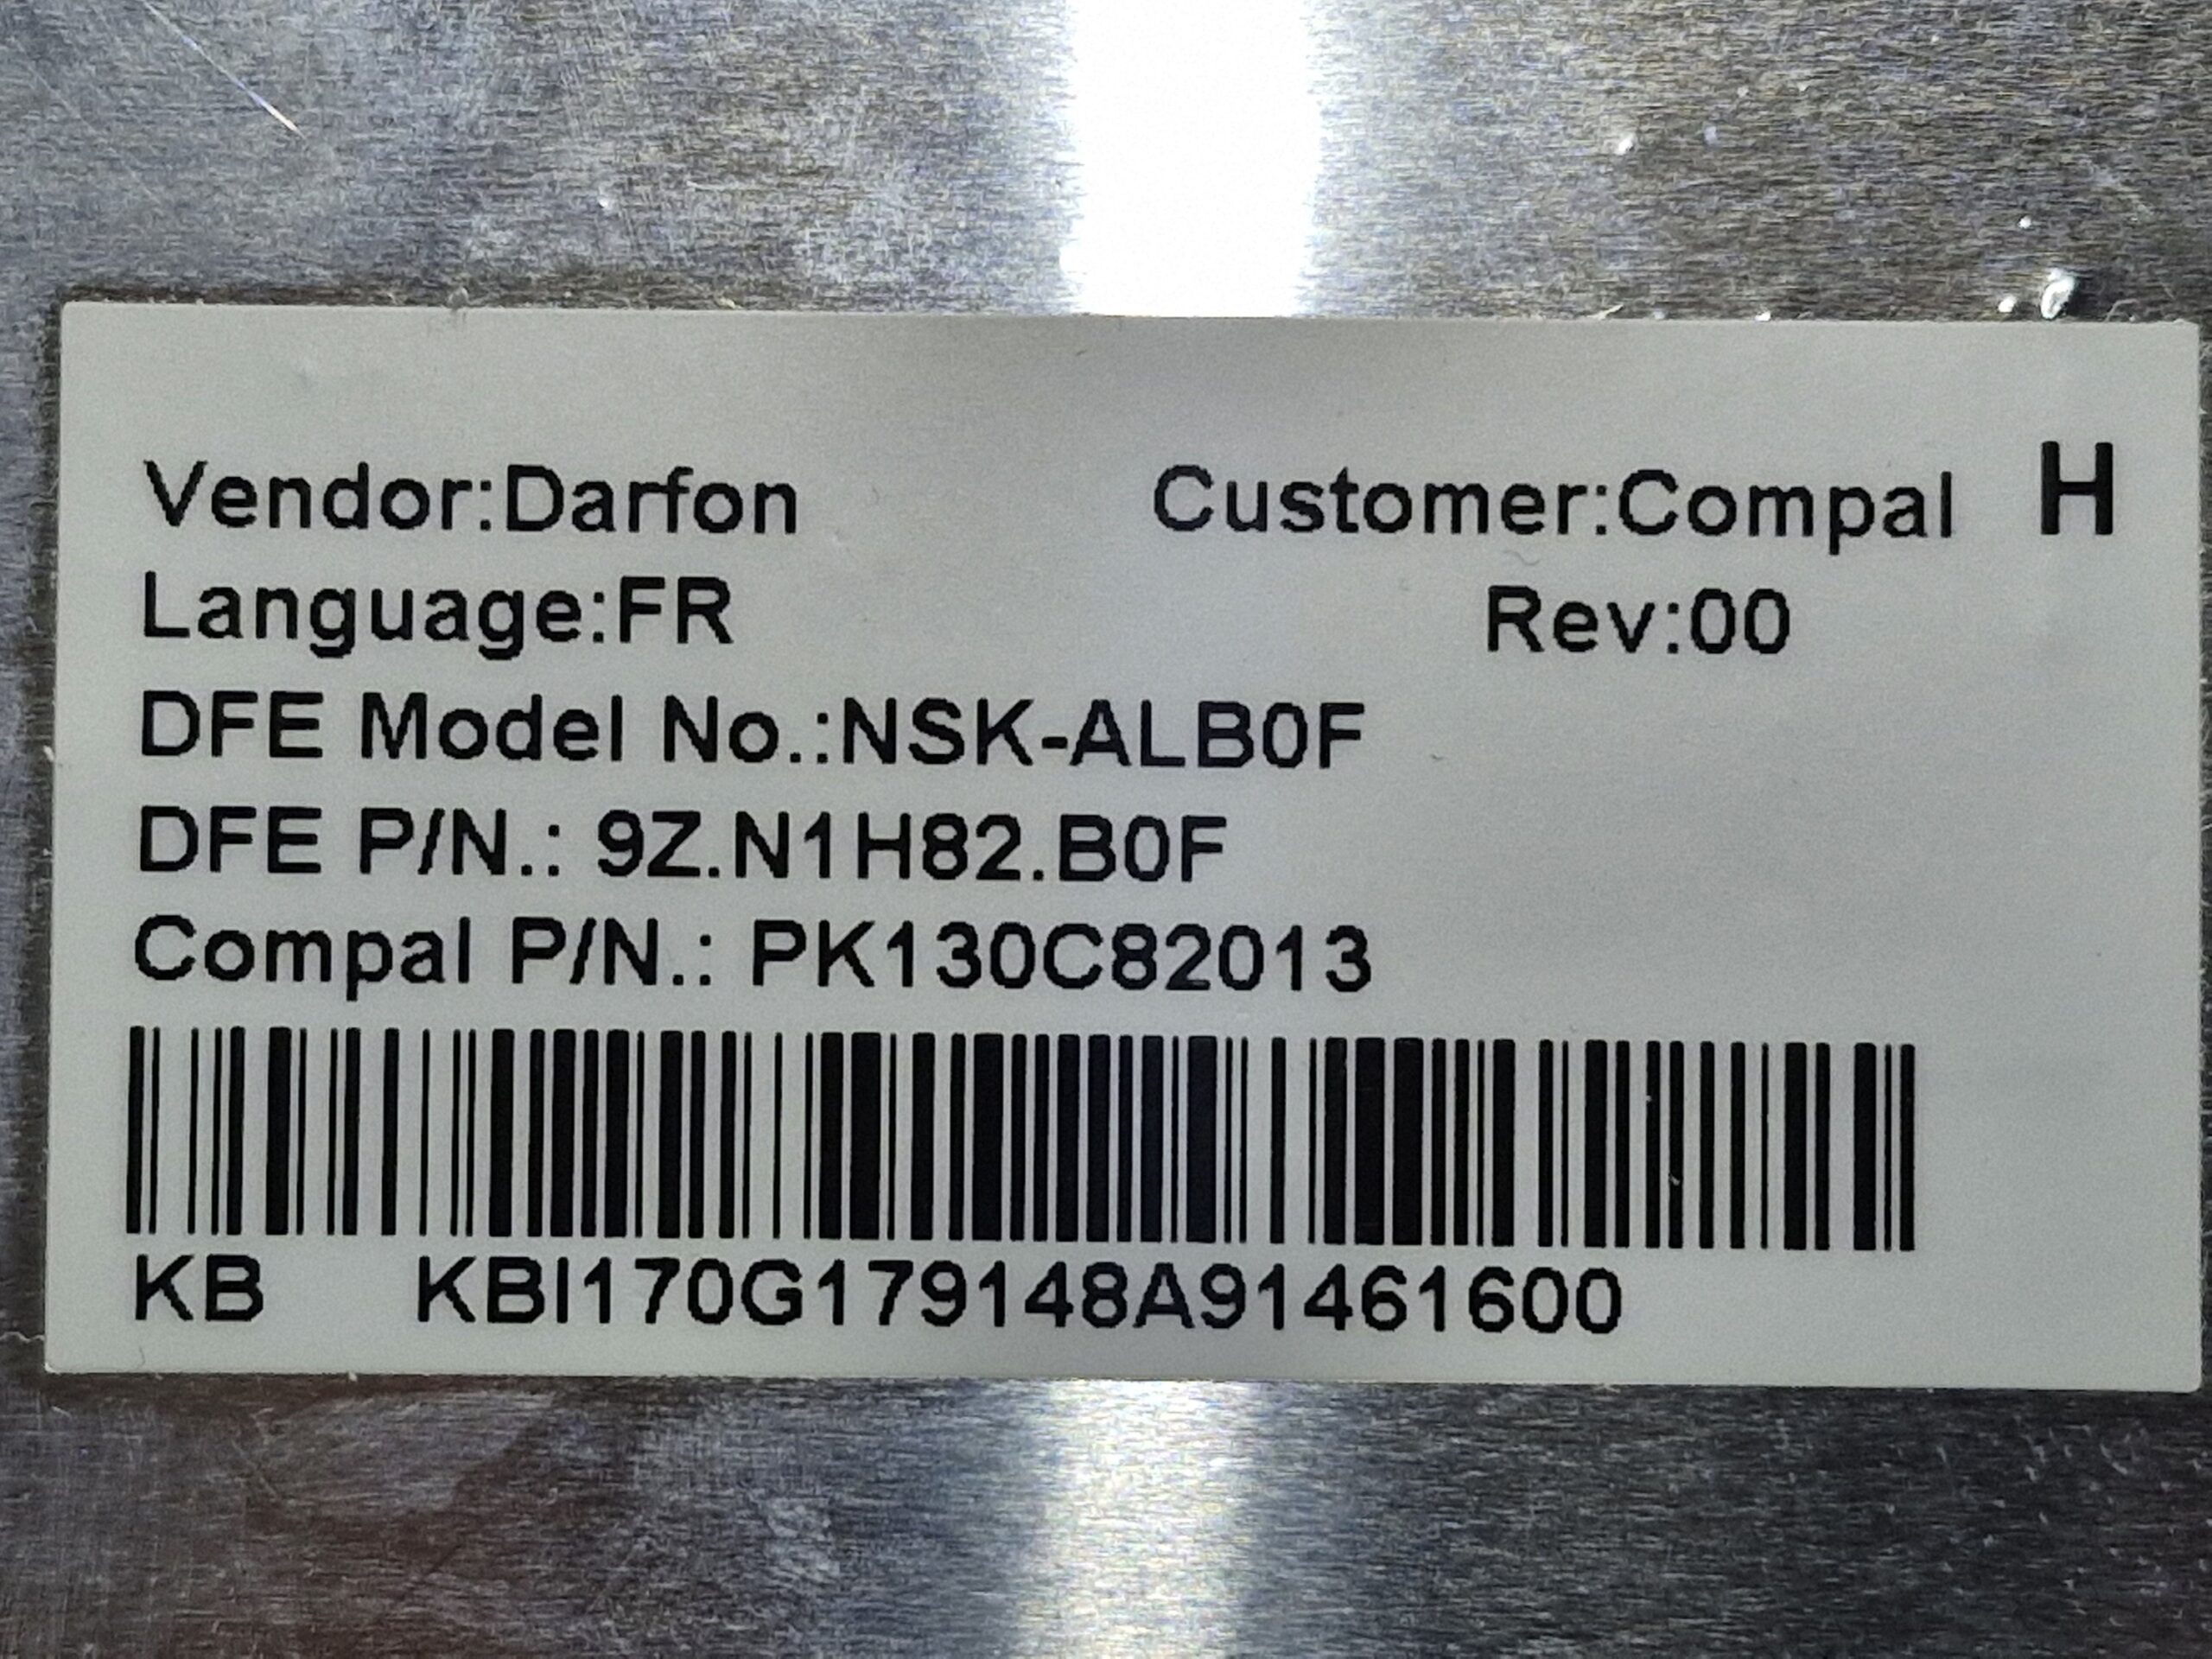 Vendor:Darfon Customer:Compal H
Language:FR Rev:00
DFE Model No.:NSK-ALB0F
DFE P/N.: 9Z.N1H82.B0F
Compal P/N.: PK130C82013
KB KBI170G179148A91461600